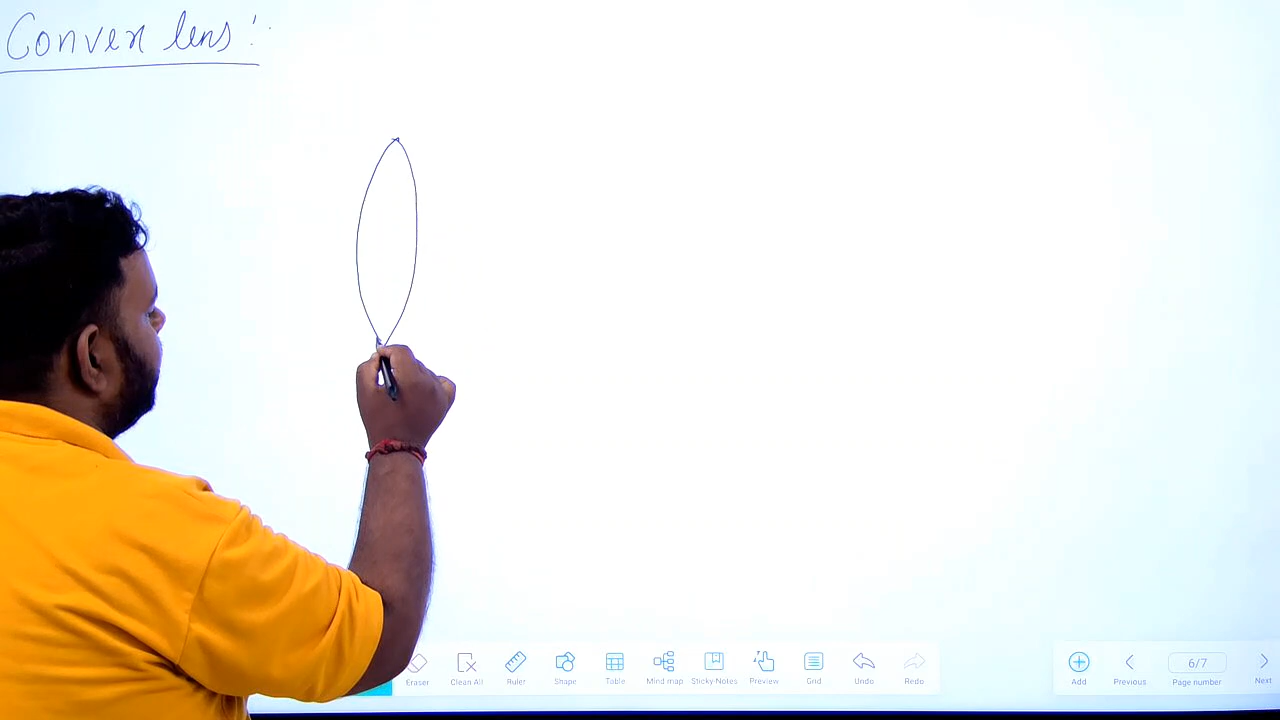 Convex lens :-
Eraser Clean All Ruler Shape Table Mind map Sticky-Notes Preview Grid Undo Redo
6/7
Add Previous Page number Next